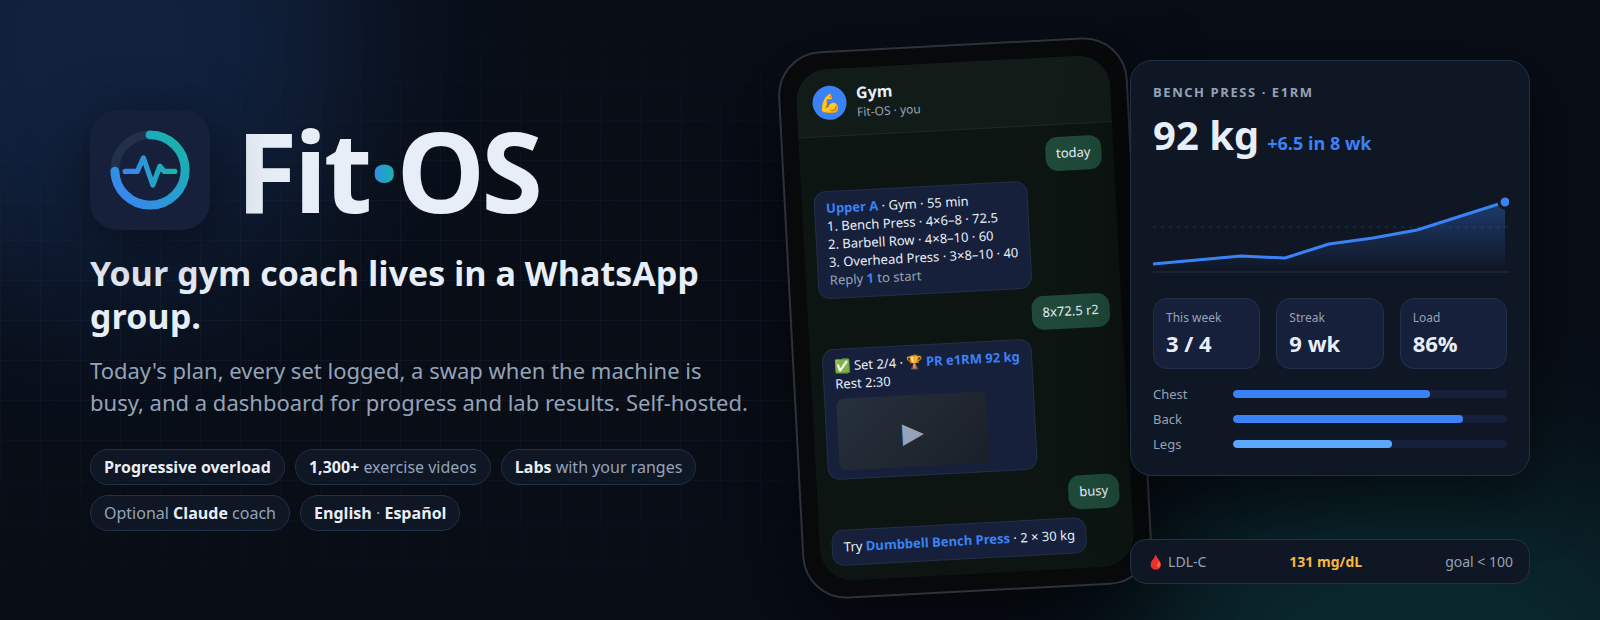 Fit·OS
Your gym coach lives in a WhatsApp
group.
Today's plan, every set logged, a swap when the machine is
busy, and a dashboard for progress and lab results. Self-hosted.
Progressive overload
1,300+ exercise videos
Labs with your ranges
Optional Claude coach
English · Español
Gym
Fit-OS · you
today
Upper A · Gym · 55 min
1. Bench Press · 4×6–8 · 72.5
2. Barbell Row · 4×8–10 · 60
3. Overhead Press · 3×8–10 · 40
Reply 1 to start
8x72.5 r2
✅ Set 2/4 · 🏆 PR e1RM 92 kg
Rest 2:30
busy
Try Dumbbell Bench Press · 2 × 30 kg
BENCH PRESS · E1RM
92 kg +6.5 in 8 wk
This week
3 / 4
Streak
9 wk
Load
86%
Chest
Back
Legs
🩸 LDL-C 131 mg/dL goal < 100